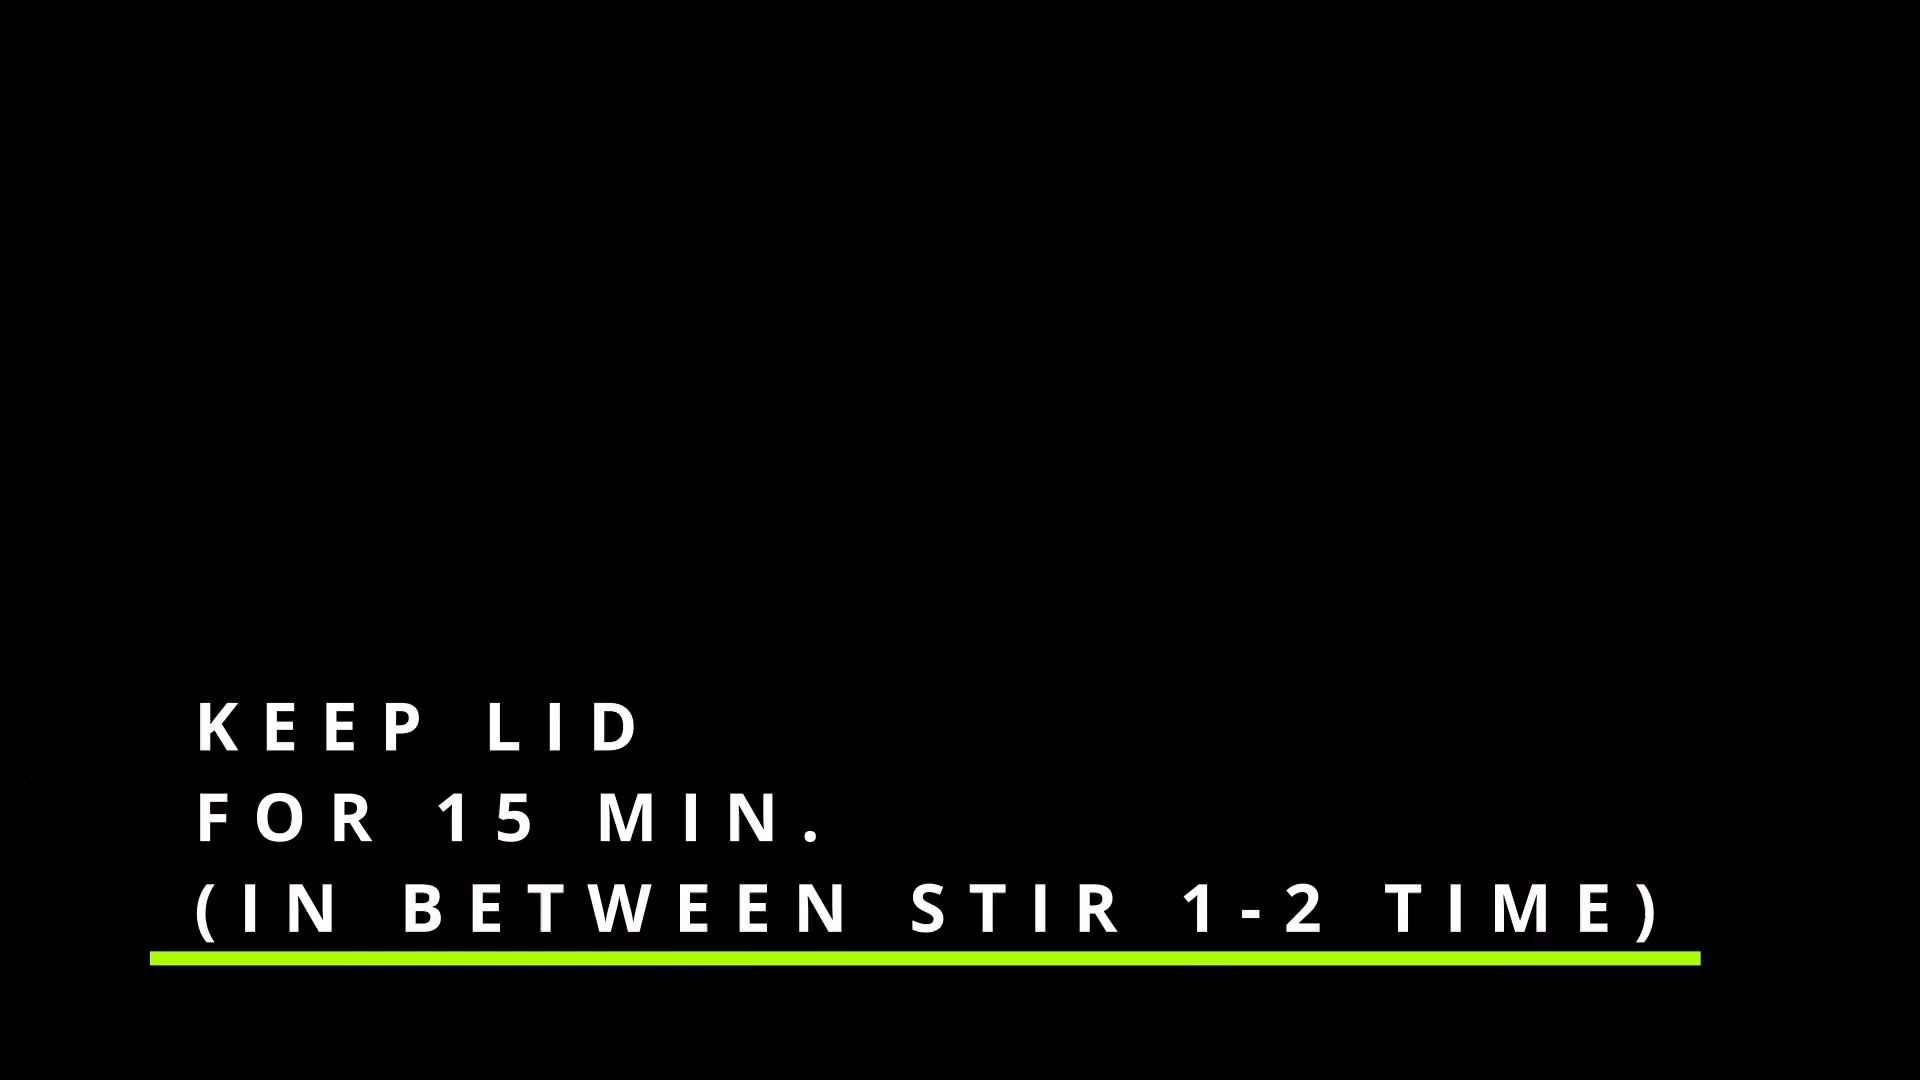 KEEP LID
FOR 15 MIN.
(IN BETWEEN STIR 1-2 TIME)